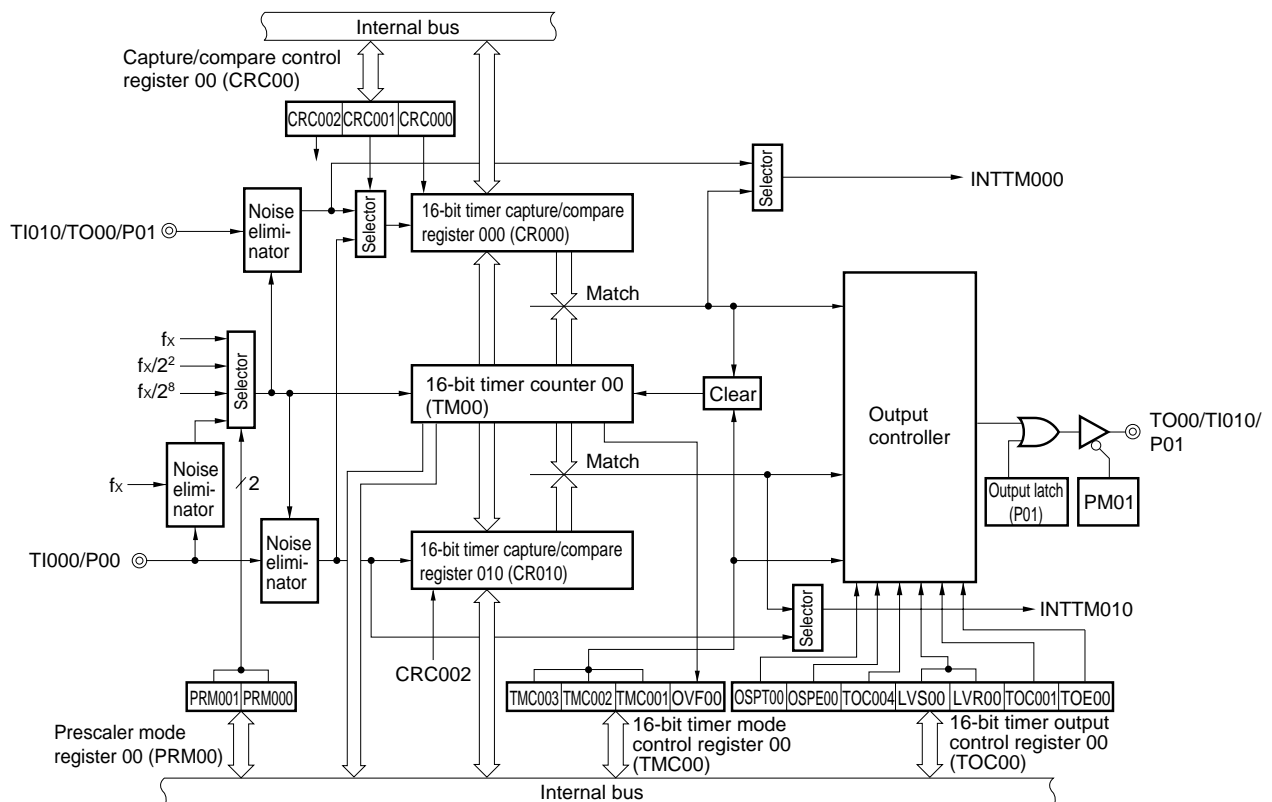 Internal bus
Capture/compare control
register 00 (CRC00)
CRC002 CRC001 CRC000
Selector
INTTM000
TI010/TO00/P01
Noise
elimi-
nator
Selector
16-bit timer capture/compare
register 000 (CR000)
Match
fX
fX/2²
fX/2⁸
Selector
16-bit timer counter 00
(TM00)
Clear
Output
controller
TO00/TI010/
P01
Output latch
(P01)
PM01
fX
Noise
elimi-
nator
2
Match
TI000/P00
Noise
elimi-
nator
16-bit timer capture/compare
register 010 (CR010)
Selector
INTTM010
CRC002
PRM001 PRM000
TMC003 TMC002 TMC001 OVF00
OSPT00 OSPE00 TOC004 LVS00 LVR00 TOC001 TOE00
Prescaler mode
register 00 (PRM00)
16-bit timer mode
control register 00
(TMC00)
16-bit timer output
control register 00
(TOC00)
Internal bus